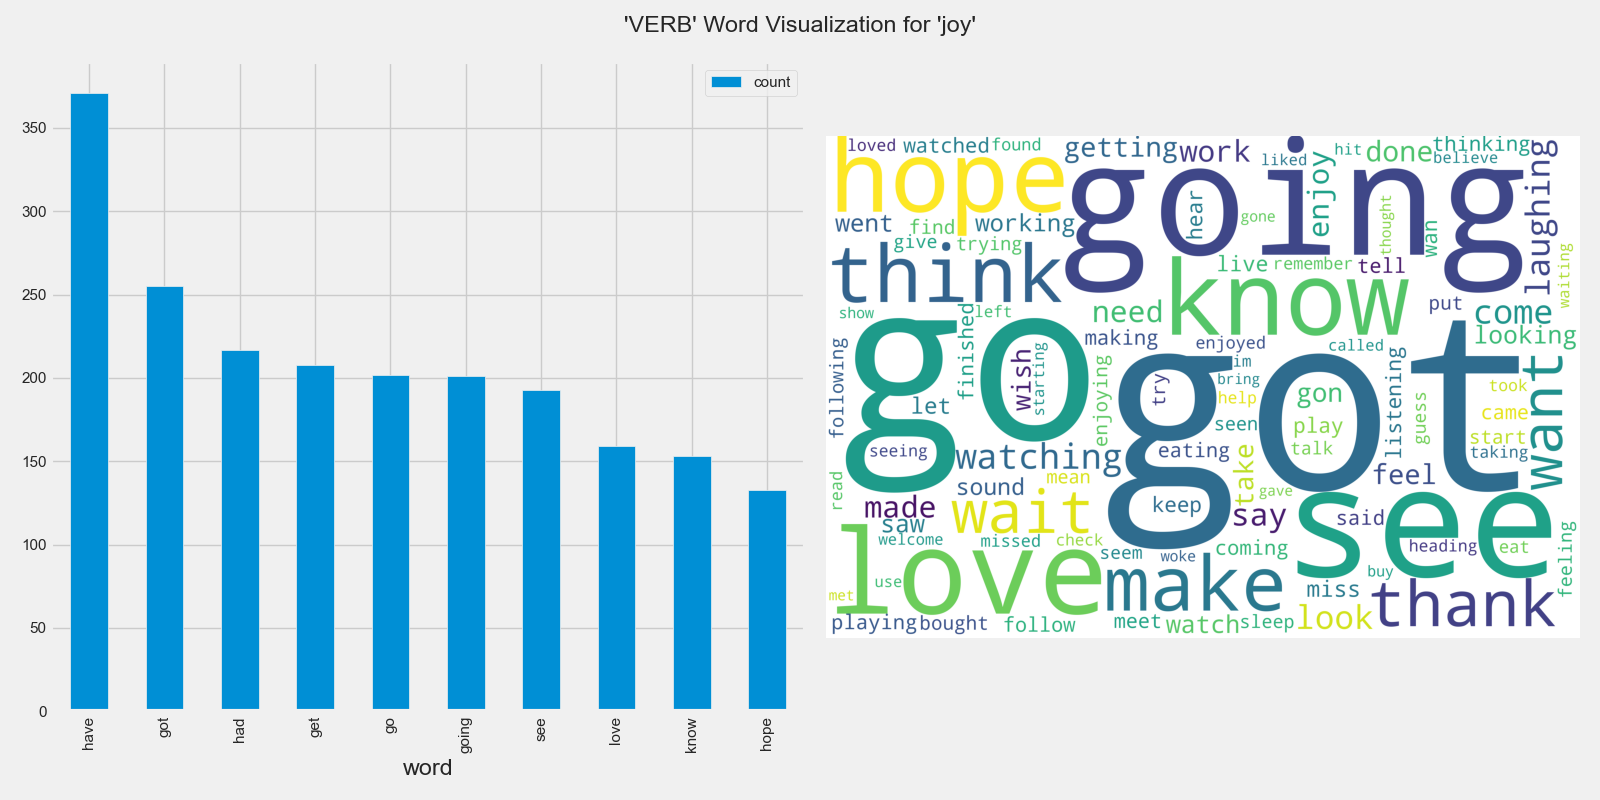 'VERB' Word Visualization for 'joy'
count
350
300
250
200
150
100
50
0
have
got
had
get
go
going
see
love
know
hope
word
loved
watched
found
getting
work
liked
hit
done
thinking
believe
hope
going
enjoy
hear
laughing
went
find
working
gone
thought
wan
give
trying
think
live
remember
tell
waiting
know
show
left
need
put
come
looking
go
finished
making
enjoyed
called
got
following
wish
starting
enjoying
im
bring
try
help
listening
want
took
let
gon
came
seen
play
guess
start
seeing
watching
eating
talk
taking
read
sound
mean
take
feel
made
wait
gave
keep
see
say
said
saw
welcome
missed
check
seem
woke
coming
heading
eat
feeling
love
use
make
buy
miss
thank
met
playing
bought
follow
meet
watch
sleep
look